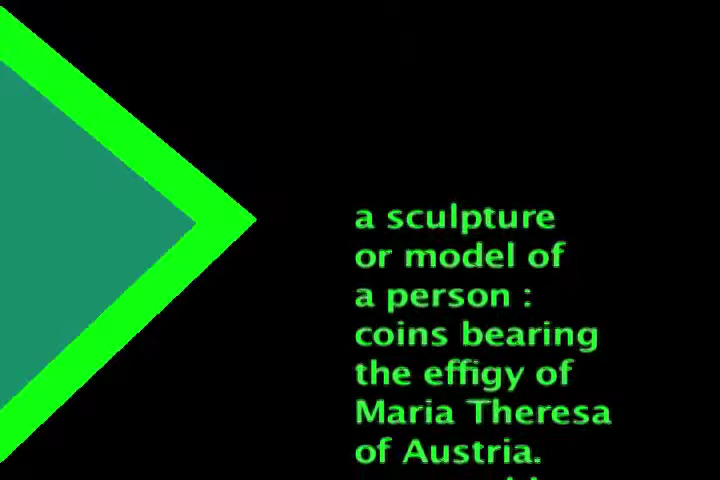 a sculpture
or model of
a person :
coins bearing
the effigy of
Maria Theresa
of Austria.